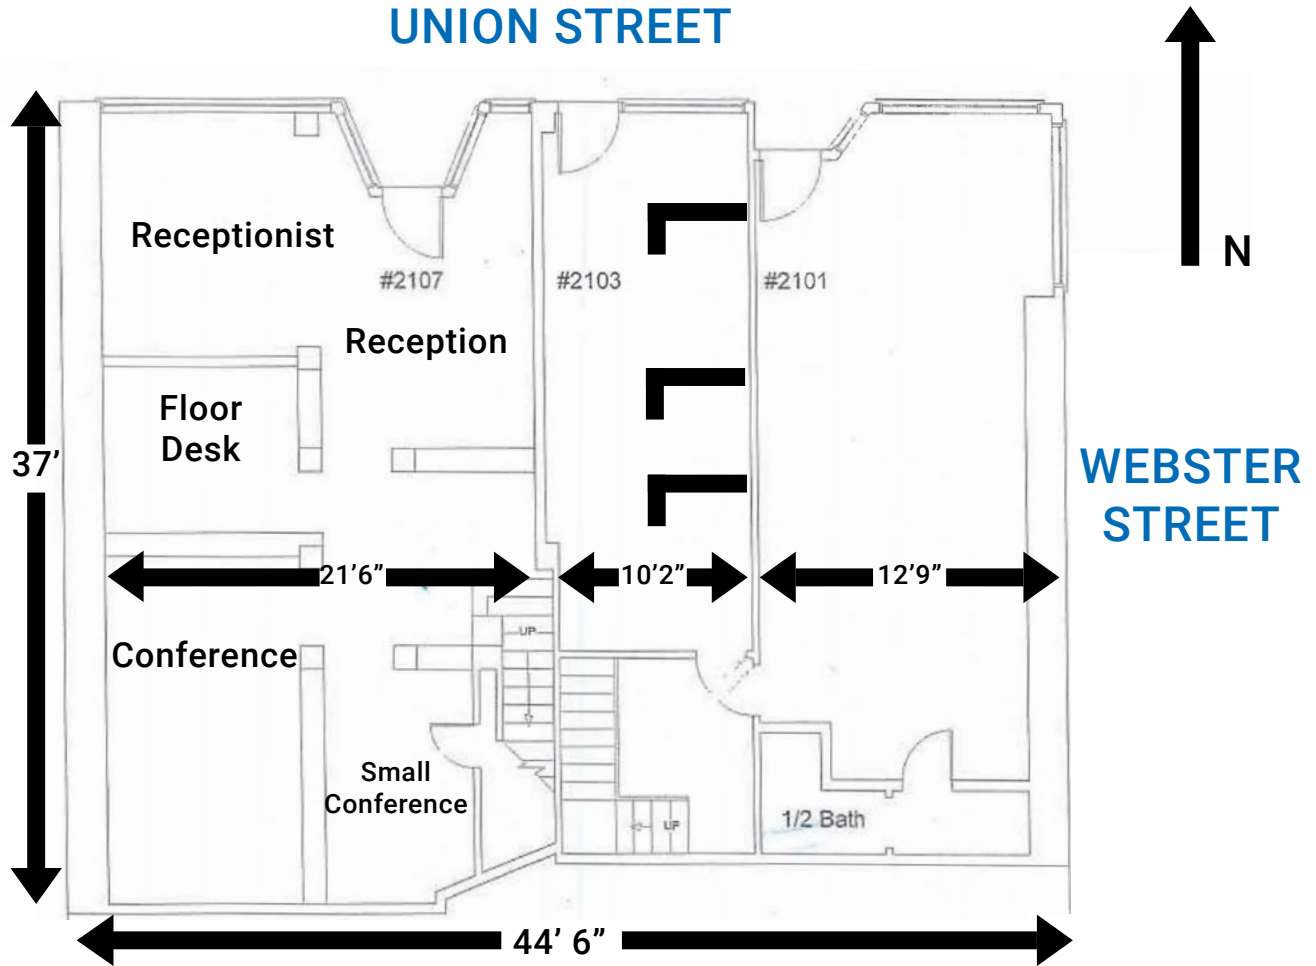 UNION STREET
N
Receptionist
#2107
#2103
#2101
Reception
Floor
Desk
37’
WEBSTER
STREET
21’6”
10’2”
12’9”
UP
Conference
Small
Conference
1/2 Bath
UP
44’ 6”